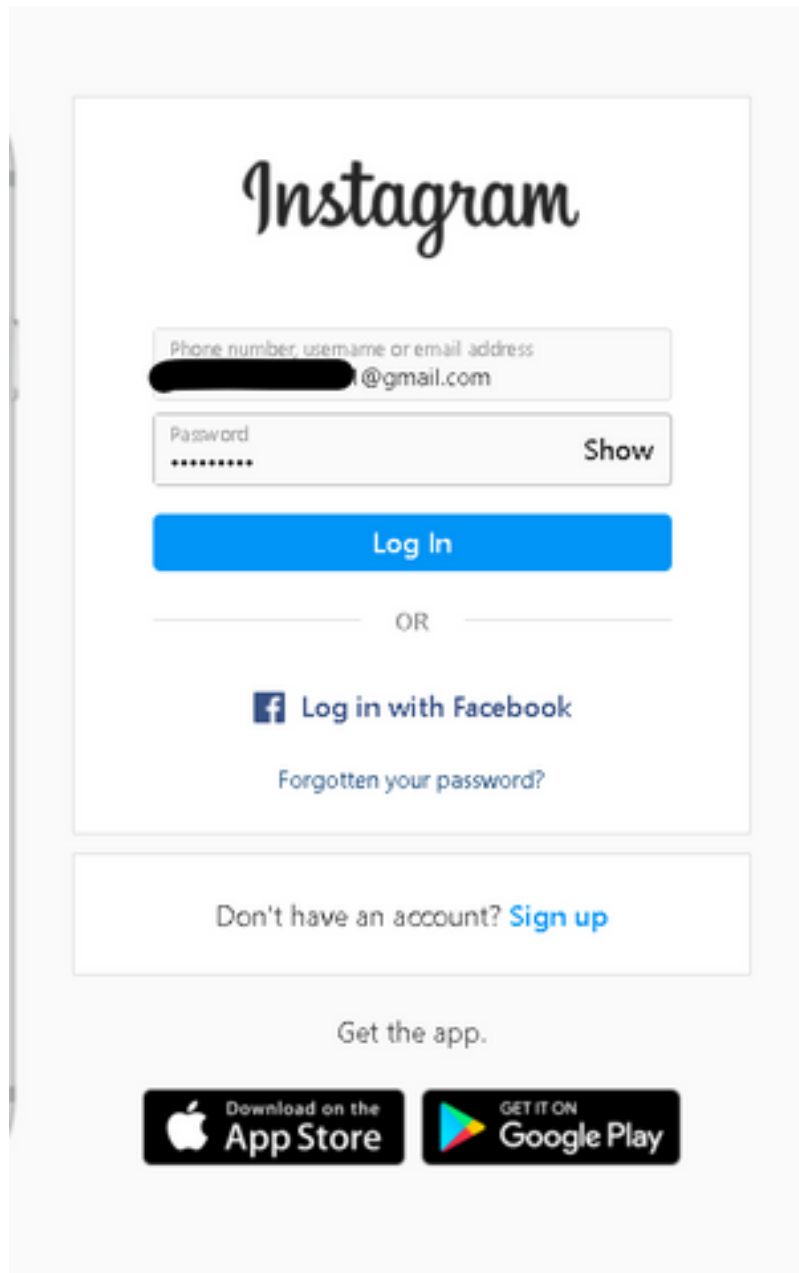 Instagram
Phone number, username or email address
1@gmail.com
Password
•••••••••
Show
Log In
OR
Log in with Facebook
Forgotten your password?
Don't have an account? Sign up
Get the app.
Download on the
App Store
GET IT ON
Google Play